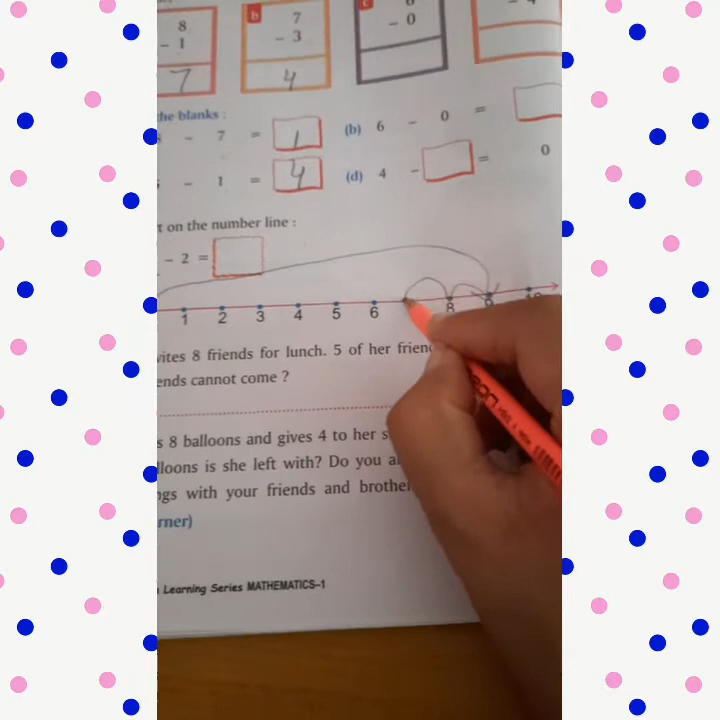 8 b 7 c 0
- 1 - 3 - 0
7 4
the blanks :
- 7 = 1 (b) 6 - 0 =
- 1 = 4 (d) 4 - = 0
t on the number line :
- 2 =
1 2 3 4 5 6 8 9 10
vites 8 friends for lunch. 5 of her
ends cannot come ?
s 8 balloons and gives 4 to her
lloons is she left with? Do you
ngs with your friends and
rner)
Learning Series MATHEMATICS–1